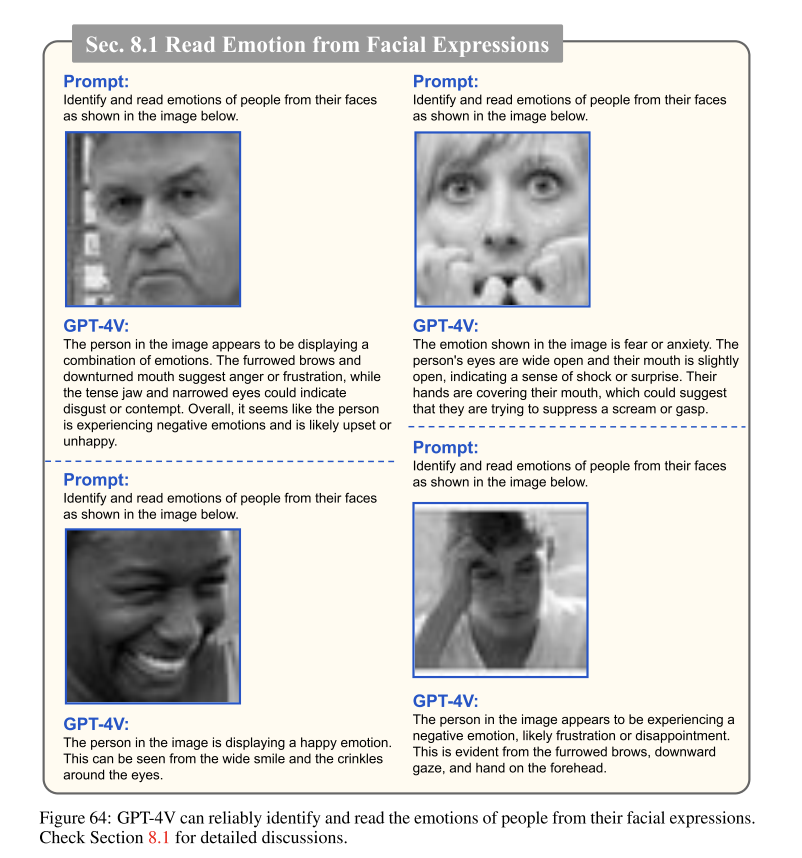 Sec. 8.1 Read Emotion from Facial Expressions
Prompt:
Identify and read emotions of people from their faces
as shown in the image below.
GPT-4V:
The person in the image appears to be displaying a
combination of emotions. The furrowed brows and
downturned mouth suggest anger or frustration, while
the tense jaw and narrowed eyes could indicate
disgust or contempt. Overall, it seems like the person
is experiencing negative emotions and is likely upset or
unhappy.
Prompt:
Identify and read emotions of people from their faces
as shown in the image below.
GPT-4V:
The person in the image is displaying a happy emotion.
This can be seen from the wide smile and the crinkles
around the eyes.
Prompt:
Identify and read emotions of people from their faces
as shown in the image below.
GPT-4V:
The emotion shown in the image is fear or anxiety. The
person's eyes are wide open and their mouth is slightly
open, indicating a sense of shock or surprise. Their
hands are covering their mouth, which could suggest
that they are trying to suppress a scream or gasp.
Prompt:
Identify and read emotions of people from their faces
as shown in the image below.
GPT-4V:
The person in the image appears to be experiencing a
negative emotion, likely frustration or disappointment.
This is evident from the furrowed brows, downward
gaze, and hand on the forehead.
Figure 64: GPT-4V can reliably identify and read the emotions of people from their facial expressions.
Check Section 8.1 for detailed discussions.